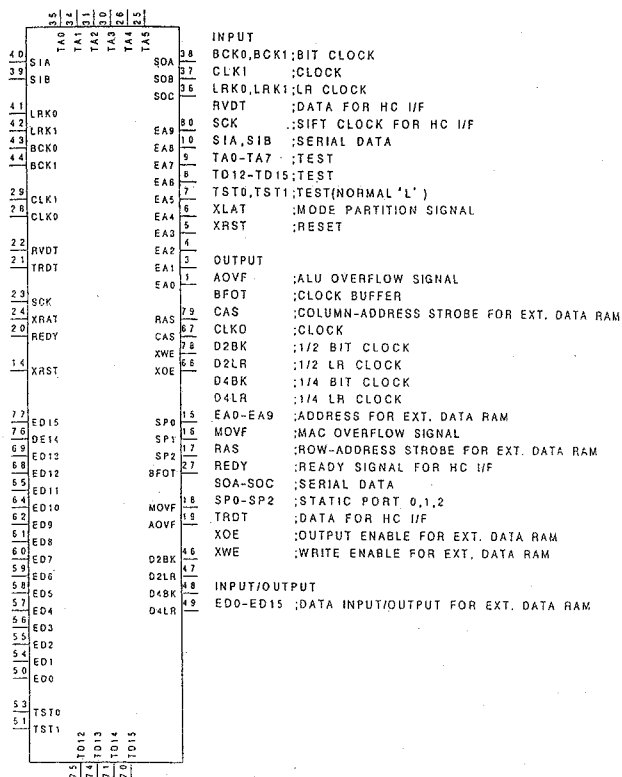 35 34 31 30 26 25
TA0 TA1 TA2 TA3 TA4 TA5
40 SIA
39 SIB
41 LRK0
42 LRK1
43 BCK0
44 BCK1
29 CLK1
28 CLK0
22 RVDT
21 TRDT
23 SCK
24 XRAT
20 REDY
14 XRST
77 ED15
76 DE14
69 ED13
68 ED12
65 ED11
64 ED10
62 ED9
61 ED8
60 ED7
59 ED6
58 ED5
57 ED4
56 ED3
55 ED2
54 ED1
50 ED0
53 TST0
51 TST1
SOA 38
SOB 37
SOC 36
EA9 80
EA8 10
EA7 9
EA6 8
EA5 7
EA4 6
EA3 5
EA2 4
EA1 3
EA0 1
RAS 79
CAS 67
XWE 78
XOE 66
SP0 15
SP1 16
SP2 17
BFOT 27
MOVF 18
AOVF 19
D2BK 46
D2LR 47
D4BK 48
D4LR 49
TD12 TD13 TD14 TD15
75 74 71 70
INPUT
BCK0,BCK1;BIT CLOCK
CLKI ;CLOCK
LRK0,LRK1;LR CLOCK
RVDT ;DATA FOR HC I/F
SCK ;SIFT CLOCK FOR HC I/F
SIA,SIB ;SERIAL DATA
TA0-TA7 ;TEST
TD12-TD15;TEST
TST0,TST1;TEST(NORMAL 'L')
XLAT ;MODE PARTITION SIGNAL
XRST ;RESET
OUTPUT
AOVF ;ALU OVERFLOW SIGNAL
BFOT ;CLOCK BUFFER
CAS ;COLUMN-ADDRESS STROBE FOR EXT. DATA RAM
CLKO ;CLOCK
D2BK ;1/2 BIT CLOCK
D2LR ;1/2 LR CLOCK
D4BK ;1/4 BIT CLOCK
D4LR ;1/4 LR CLOCK
EA0-EA9 ;ADDRESS FOR EXT. DATA RAM
MOVF ;MAC OVERFLOW SIGNAL
RAS ;ROW-ADDRESS STROBE FOR EXT. DATA RAM
REDY ;READY SIGNAL FOR HC I/F
SOA-SOC ;SERIAL DATA
SP0-SP2 ;STATIC PORT 0,1,2
TRDT ;DATA FOR HC I/F
XOE ;OUTPUT ENABLE FOR EXT. DATA RAM
XWE ;WRITE ENABLE FOR EXT. DATA RAM
INPUT/OUTPUT
ED0-ED15 ;DATA INPUT/OUTPUT FOR EXT. DATA RAM